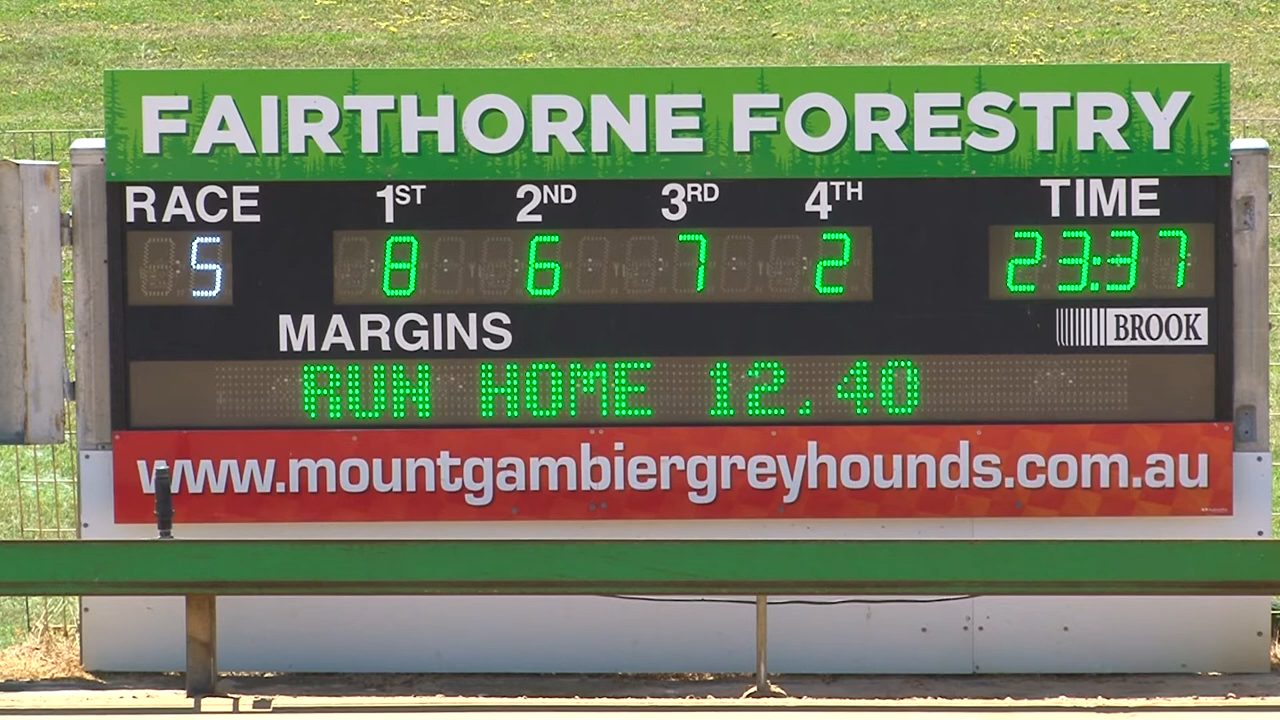 FAIRTHORNE FORESTRY
RACE 1ST 2ND 3RD 4TH TIME
5 8 6 7 2 23:37
MARGINS BROOK
RUN HOME 12.40
www.mountgambiergreyhounds.com.au